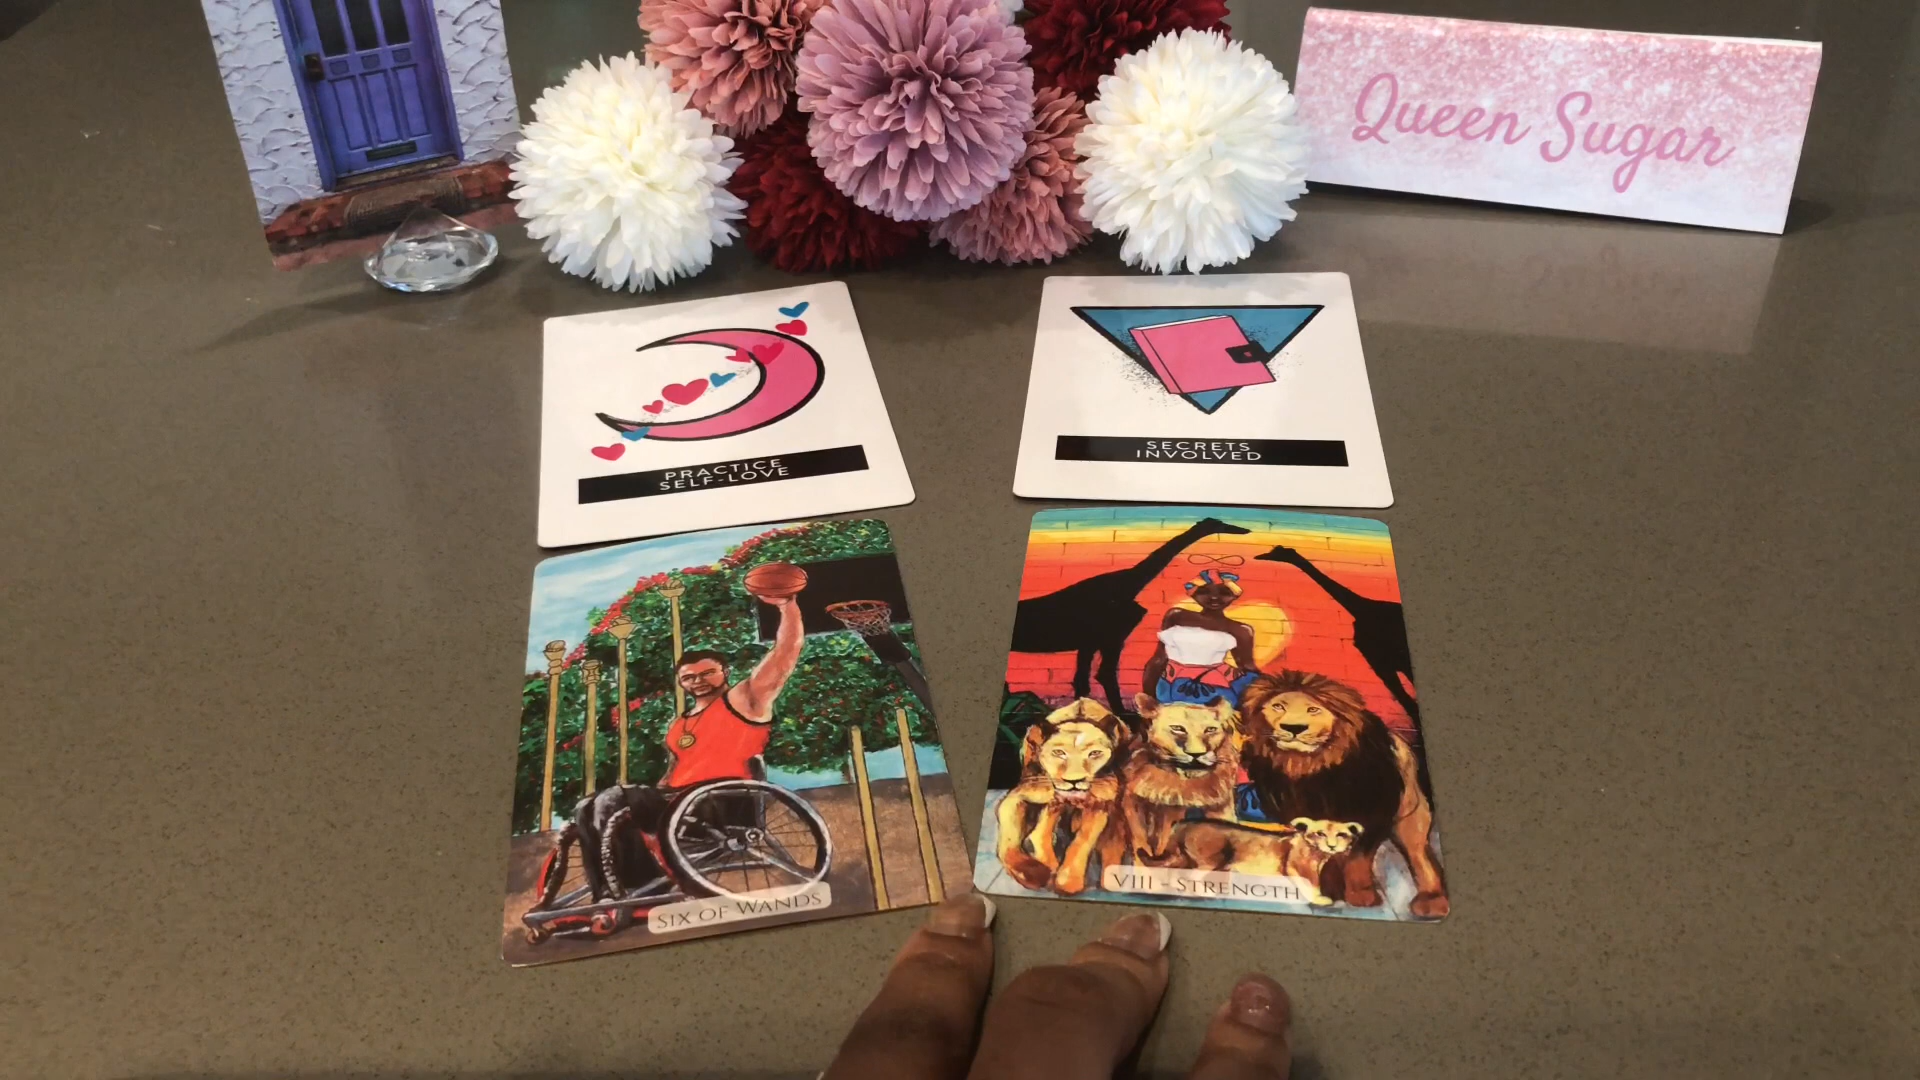 Queen Sugar
PRACTICE
SELF-LOVE
SECRETS
INVOLVED
SIX OF WANDS
VIII - STRENGTH